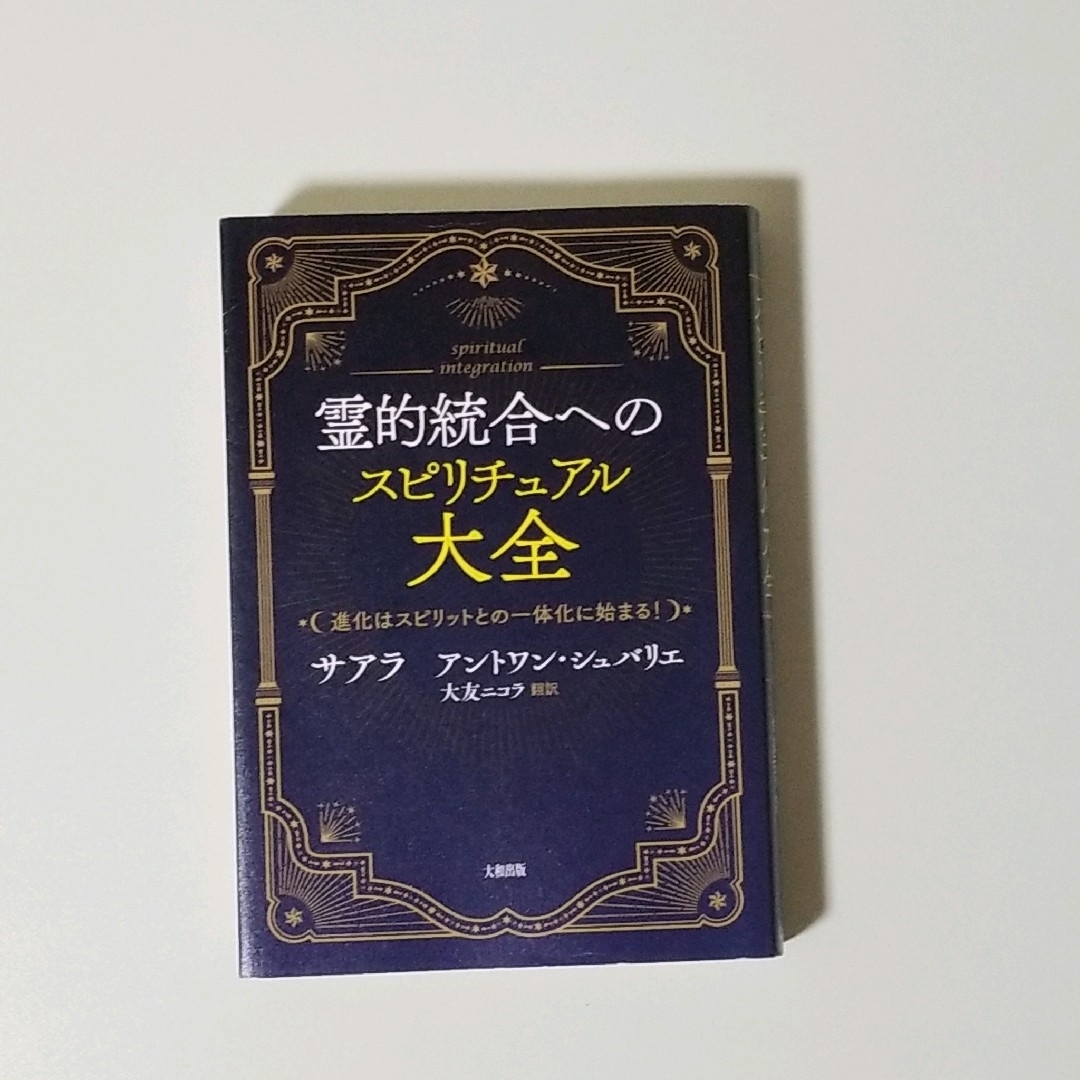 spiritual
integration
霊的統合への
スピリチュアル
大全
進化はスピリットとの一体化に始まる!
サアラ アントワン・シュバリエ
大友ニコラ 翻訳
大和出版